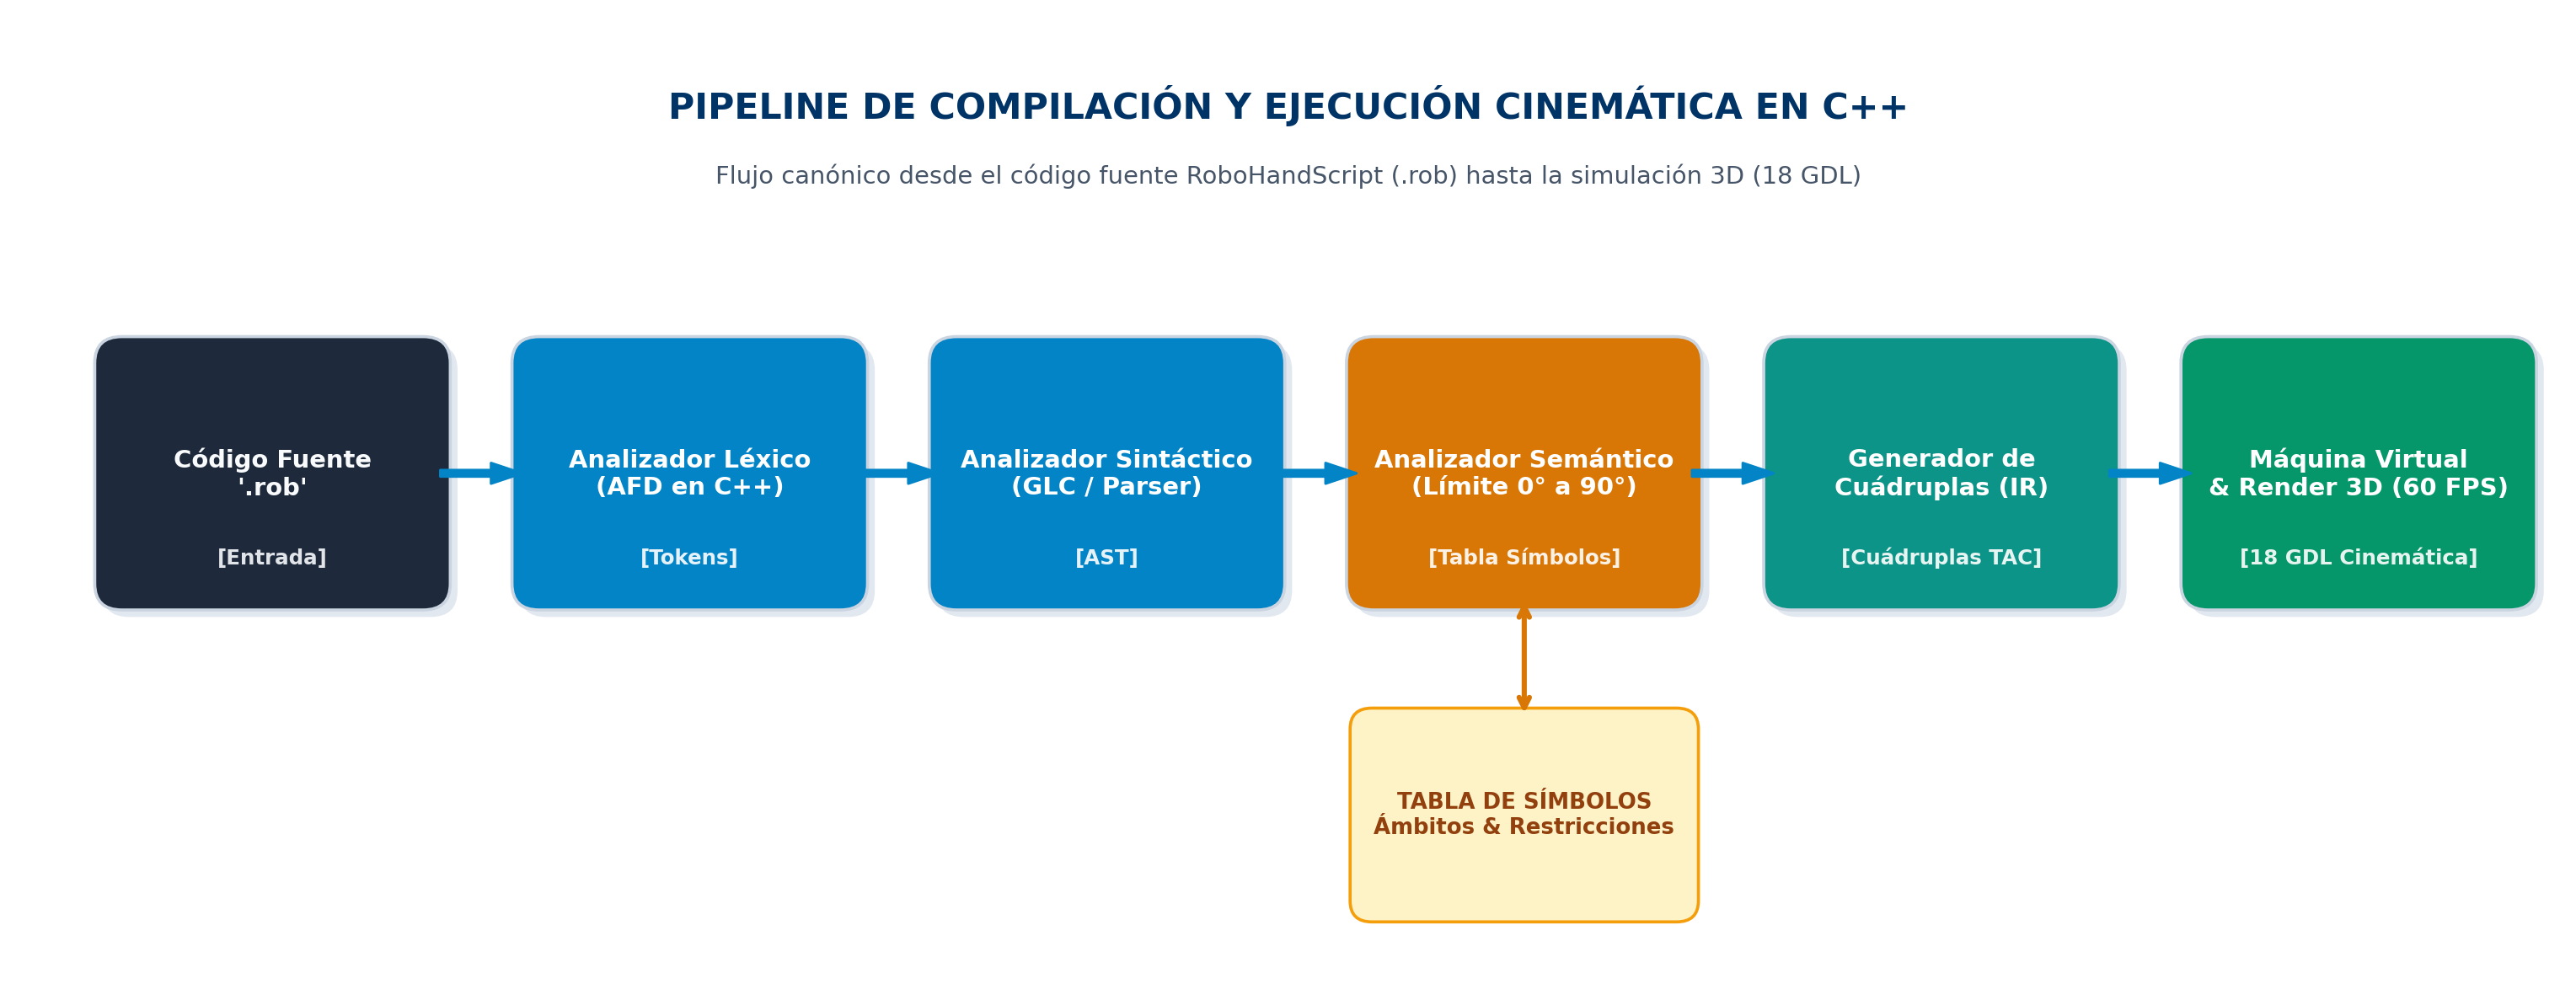 PIPELINE DE COMPILACIÓN Y EJECUCIÓN CINEMÁTICA EN C++
Flujo canónico desde el código fuente RoboHandScript (.rob) hasta la simulación 3D (18 GDL)
Código Fuente
'.rob'
[Entrada]
Analizador Léxico
(AFD en C++)
[Tokens]
Analizador Sintáctico
(GLC / Parser)
[AST]
Analizador Semántico
(Límite 0° a 90°)
[Tabla Símbolos]
Generador de
Cuádruplas (IR)
[Cuádruplas TAC]
Máquina Virtual
& Render 3D (60 FPS)
[18 GDL Cinemática]
TABLA DE SÍMBOLOS
Ámbitos & Restricciones